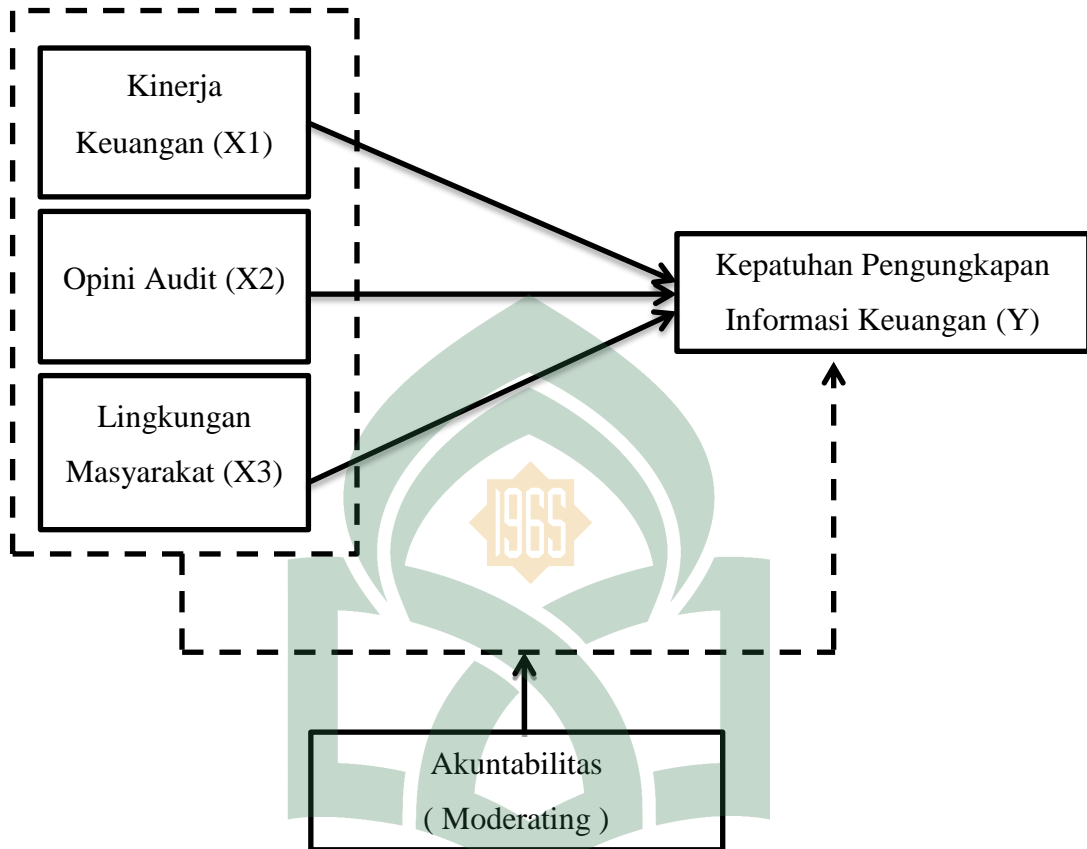 Kinerja
Keuangan (X1)
Opini Audit (X2)
Lingkungan
Masyarakat (X3)
Kepatuhan Pengungkapan
Informasi Keuangan (Y)
1965
Akuntabilitas
( Moderating )